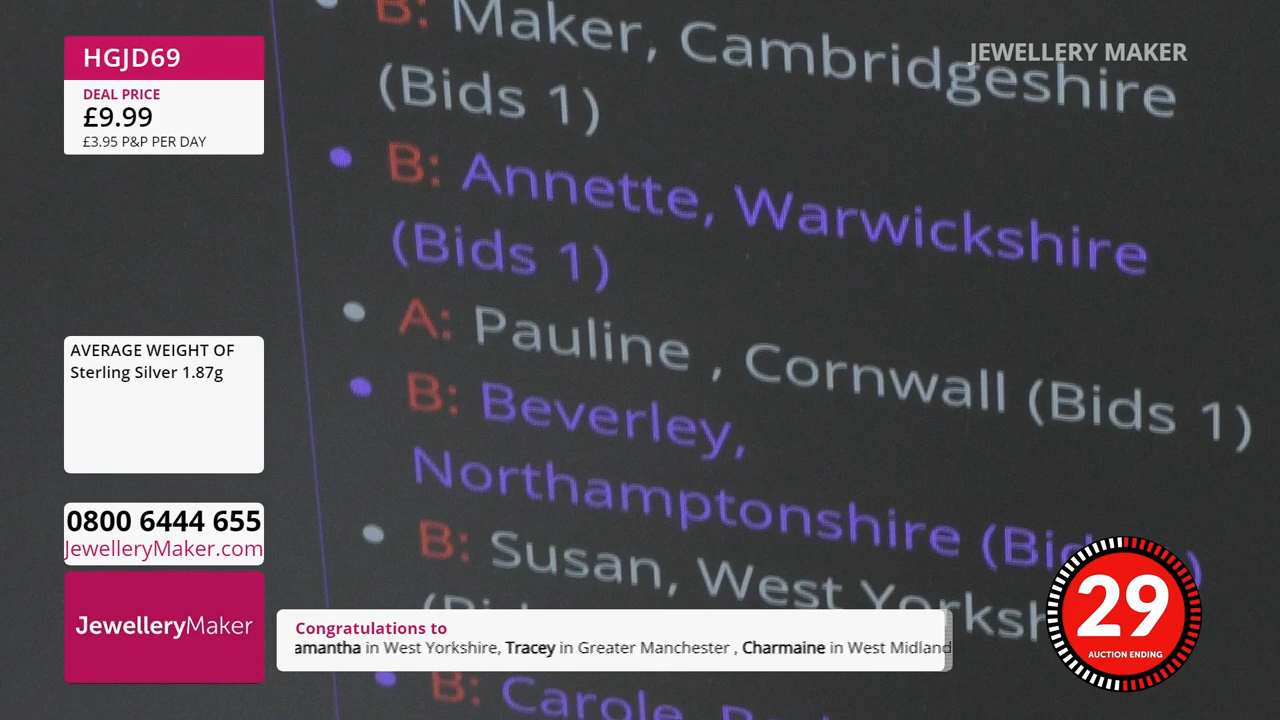 HGJD69
DEAL PRICE
£9.99
£3.95 P&P PER DAY
JEWELLERY MAKER
B: Maker, Cambridgeshire
(Bids 1)
B: Annette, Warwickshire
(Bids 1)
A: Pauline , Cornwall (Bids 1)
B: Beverley,
Northamptonshire
B: Susan, West
B: Carole,
AVERAGE WEIGHT OF
Sterling Silver 1.87g
0800 6444 655
JewelleryMaker.com
JewelleryMaker
Congratulations to
amantha in West Yorkshire, Tracey in Greater Manchester , Charmaine in West Midland
29
AUCTION ENDING